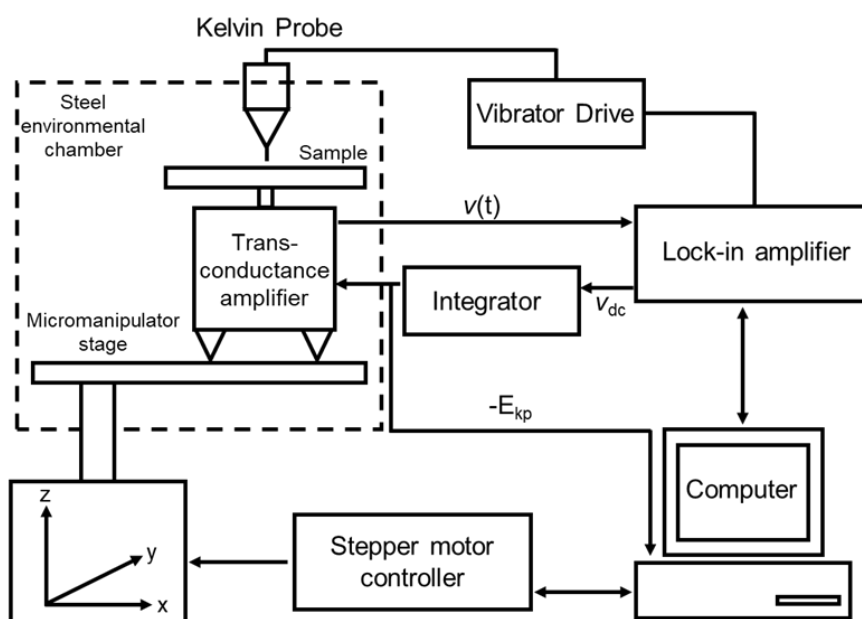 Kelvin Probe
Steel
environmental
chamber
Vibrator Drive
Sample
v(t)
Trans-
conductance
amplifier
Lock-in amplifier
Integrator
v_dc
Micromanipulator
stage
-E_kp
Computer
z
y
x
Stepper motor
controller